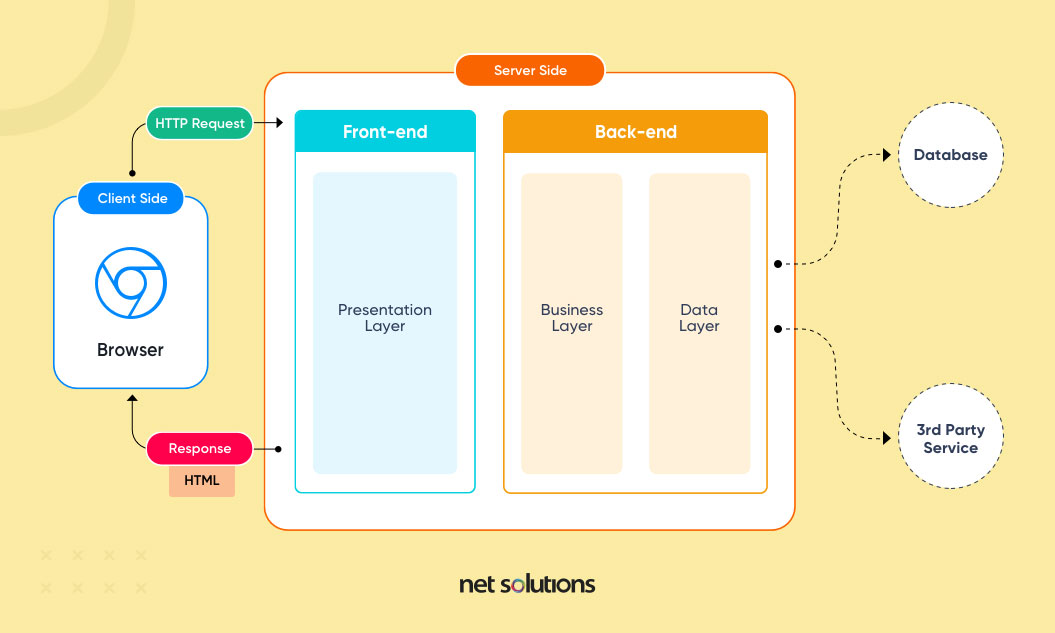 Server Side
HTTP Request
Front-end
Back-end
Database
Client Side
Browser
Presentation
Layer
Business
Layer
Data
Layer
3rd Party
Service
Response
HTML
net solutions